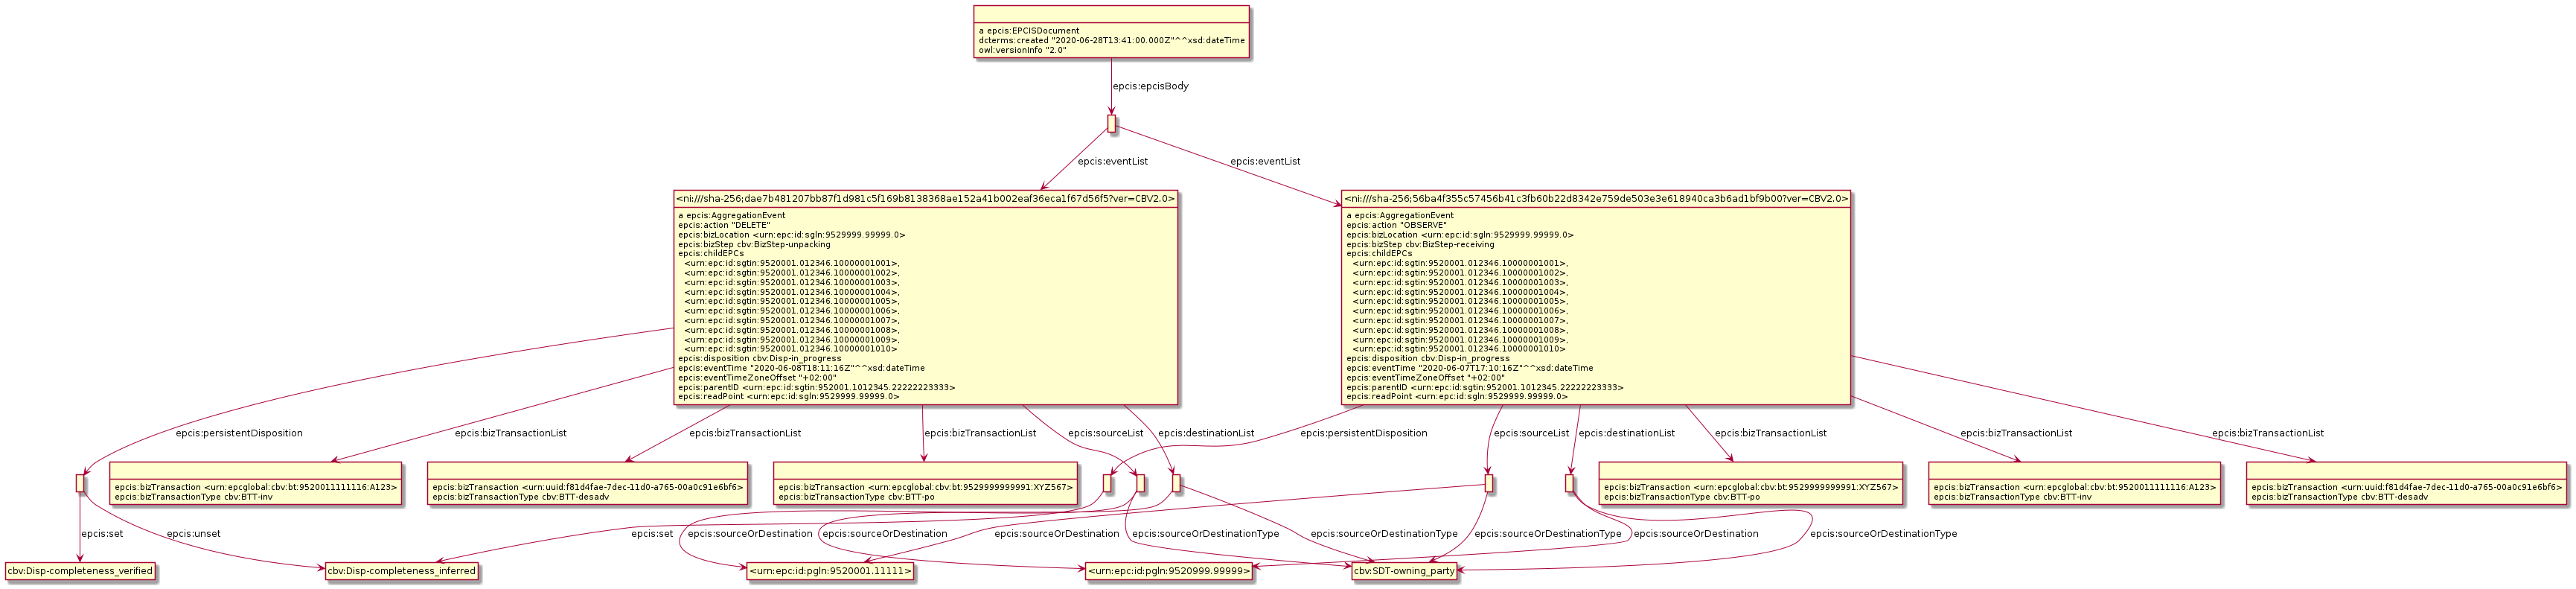 a epcis:EPCISDocument
dcterms:created "2020-06-28T13:41:00.000Z"^^xsd:dateTime
owl:versionInfo "2.0"
epcis:epcisBody
epcis:eventList
epcis:eventList
<ni:///sha-256;dae7b481207bb87f1d981c5f169b8138368ae152a41b002eaf36eca1f67d56f5?ver=CBV2.0>
a epcis:AggregationEvent
epcis:action "DELETE"
epcis:bizLocation <urn:epc:id:sgln:9529999.99999.0>
epcis:bizStep cbv:BizStep-unpacking
epcis:childEPCs
<urn:epc:id:sgtin:9520001.012346.10000001001>,
<urn:epc:id:sgtin:9520001.012346.10000001002>,
<urn:epc:id:sgtin:9520001.012346.10000001003>,
<urn:epc:id:sgtin:9520001.012346.10000001004>,
<urn:epc:id:sgtin:9520001.012346.10000001005>,
<urn:epc:id:sgtin:9520001.012346.10000001006>,
<urn:epc:id:sgtin:9520001.012346.10000001007>,
<urn:epc:id:sgtin:9520001.012346.10000001008>,
<urn:epc:id:sgtin:9520001.012346.10000001009>,
<urn:epc:id:sgtin:9520001.012346.10000001010>
epcis:disposition cbv:Disp-in_progress
epcis:eventTime "2020-06-08T18:11:16Z"^^xsd:dateTime
epcis:eventTimeZoneOffset "+02:00"
epcis:parentID <urn:epc:id:sgtin:952001.1012345.22222223333>
epcis:readPoint <urn:epc:id:sgln:9529999.99999.0>
<ni:///sha-256;56ba4f355c57456b41c3fb60b22d8342e759de503e3e618940ca3b6ad1bf9b00?ver=CBV2.0>
a epcis:AggregationEvent
epcis:action "OBSERVE"
epcis:bizLocation <urn:epc:id:sgln:9529999.99999.0>
epcis:bizStep cbv:BizStep-receiving
epcis:childEPCs
<urn:epc:id:sgtin:9520001.012346.10000001001>,
<urn:epc:id:sgtin:9520001.012346.10000001002>,
<urn:epc:id:sgtin:9520001.012346.10000001003>,
<urn:epc:id:sgtin:9520001.012346.10000001004>,
<urn:epc:id:sgtin:9520001.012346.10000001005>,
<urn:epc:id:sgtin:9520001.012346.10000001006>,
<urn:epc:id:sgtin:9520001.012346.10000001007>,
<urn:epc:id:sgtin:9520001.012346.10000001008>,
<urn:epc:id:sgtin:9520001.012346.10000001009>,
<urn:epc:id:sgtin:9520001.012346.10000001010>
epcis:disposition cbv:Disp-in_progress
epcis:eventTime "2020-06-07T17:10:16Z"^^xsd:dateTime
epcis:eventTimeZoneOffset "+02:00"
epcis:parentID <urn:epc:id:sgtin:952001.1012345.22222223333>
epcis:readPoint <urn:epc:id:sgln:9529999.99999.0>
epcis:persistentDisposition
epcis:bizTransactionList
epcis:bizTransactionList
epcis:bizTransactionList
epcis:sourceList
epcis:destinationList
epcis:persistentDisposition
epcis:sourceList
epcis:destinationList
epcis:bizTransactionList
epcis:bizTransactionList
epcis:bizTransactionList
epcis:bizTransaction <urn:epcglobal:cbv:bt:9520011111116:A123>
epcis:bizTransactionType cbv:BTT-inv
epcis:bizTransaction <urn:uuid:f81d4fae-7dec-11d0-a765-00a0c91e6bf6>
epcis:bizTransactionType cbv:BTT-desadv
epcis:bizTransaction <urn:epcglobal:cbv:bt:9529999999991:XYZ567>
epcis:bizTransactionType cbv:BTT-po
epcis:bizTransaction <urn:epcglobal:cbv:bt:9529999999991:XYZ567>
epcis:bizTransactionType cbv:BTT-po
epcis:bizTransaction <urn:epcglobal:cbv:bt:9520011111116:A123>
epcis:bizTransactionType cbv:BTT-inv
epcis:bizTransaction <urn:uuid:f81d4fae-7dec-11d0-a765-00a0c91e6bf6>
epcis:bizTransactionType cbv:BTT-desadv
epcis:set
epcis:unset
epcis:set
epcis:sourceOrDestination
epcis:sourceOrDestination
epcis:sourceOrDestination
epcis:sourceOrDestinationType
epcis:sourceOrDestinationType
epcis:sourceOrDestinationType
epcis:sourceOrDestination
epcis:sourceOrDestinationType
cbv:Disp-completeness_verified
cbv:Disp-completeness_inferred
<urn:epc:id:pgln:9520001.11111>
<urn:epc:id:pgln:9520999.99999>
cbv:SDT-owning_party